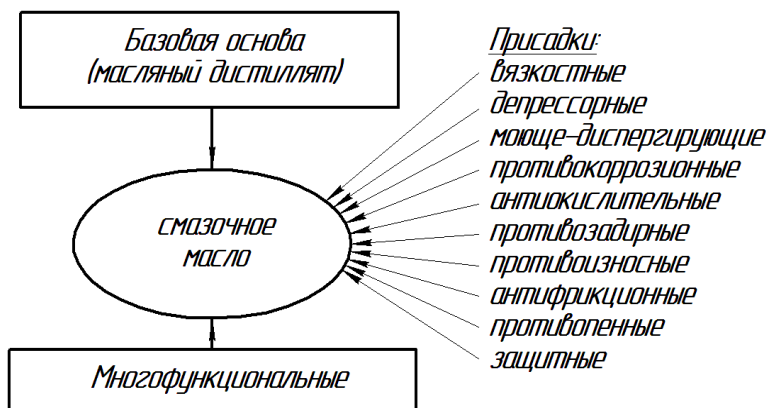 Базовая основа
(масляный дистиллят)
смазочное
масло
Многофункциональные
Присадки:
вязкостные
депрессорные
моюще-диспергирующие
противокоррозионные
антиокислительные
противозадирные
противоизносные
антифрикционные
противопенные
защитные